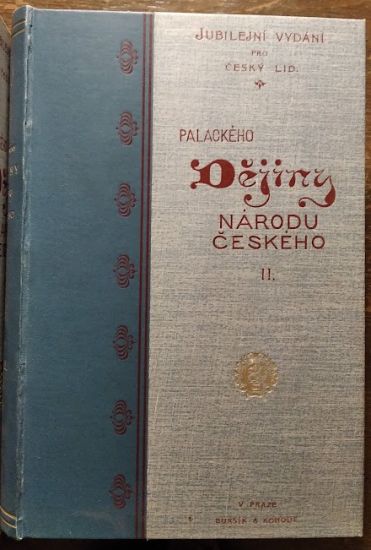 JUBILEJNÍ VYDÁNÍ
PRO
ČESKÝ LID.
PALACKÉHO
Dějiny
NÁRODU
ČESKÉHO
II.
V PRAZE
BURSÍK & KOHOUT